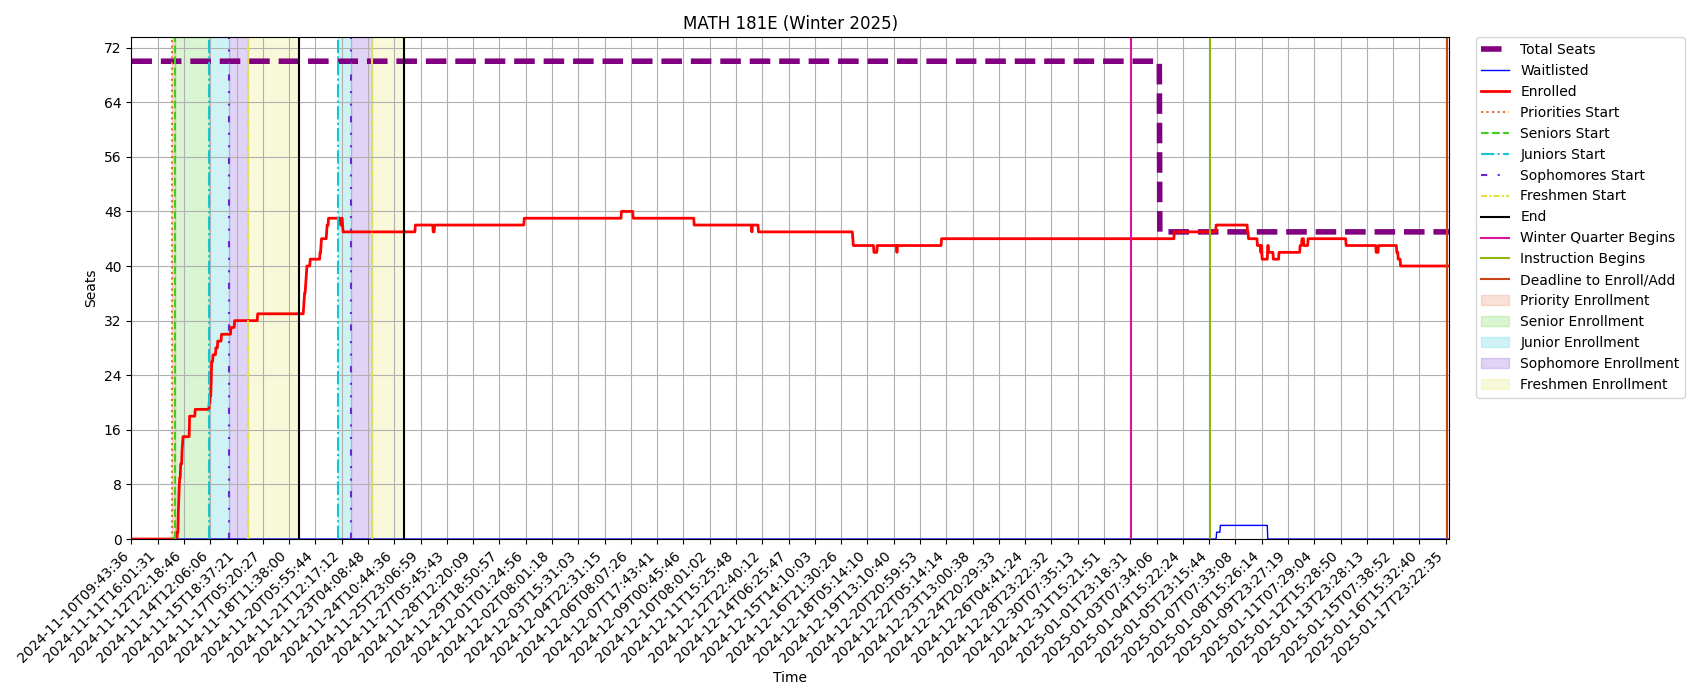 MATH 181E (Winter 2025)
Seats
72
64
56
48
40
32
24
16
8
0
2024-11-10T09:43:36
2024-11-11T16:01:31
2024-11-12T22:18:46
2024-11-14T12:06:06
2024-11-15T18:37:21
2024-11-17T05:20:27
2024-11-18T11:38:00
2024-11-20T05:55:44
2024-11-21T12:17:12
2024-11-23T04:08:48
2024-11-24T10:44:36
2024-11-25T23:06:59
2024-11-27T05:45:43
2024-11-28T12:20:09
2024-11-29T18:50:57
2024-12-01T01:24:56
2024-12-02T08:01:18
2024-12-03T15:31:03
2024-12-04T22:31:15
2024-12-06T08:07:26
2024-12-07T17:43:41
2024-12-09T00:45:46
2024-12-10T08:01:02
2024-12-11T15:25:48
2024-12-12T22:40:12
2024-12-14T06:25:47
2024-12-15T14:10:03
2024-12-16T21:30:26
2024-12-18T05:14:10
2024-12-19T13:10:40
2024-12-20T20:59:53
2024-12-22T05:14:14
2024-12-23T13:00:38
2024-12-24T20:29:33
2024-12-26T04:41:24
2024-12-28T23:22:32
2024-12-30T07:35:13
2024-12-31T15:21:51
2025-01-01T23:18:31
2025-01-03T07:34:06
2025-01-04T15:22:24
2025-01-05T23:15:44
2025-01-07T07:33:08
2025-01-08T15:26:14
2025-01-09T23:27:19
2025-01-11T07:29:04
2025-01-12T15:28:50
2025-01-13T23:28:13
2025-01-15T07:38:52
2025-01-16T15:32:40
2025-01-17T23:22:35
Time
Total Seats
Waitlisted
Enrolled
Priorities Start
Seniors Start
Juniors Start
Sophomores Start
Freshmen Start
End
Winter Quarter Begins
Instruction Begins
Deadline to Enroll/Add
Priority Enrollment
Senior Enrollment
Junior Enrollment
Sophomore Enrollment
Freshmen Enrollment